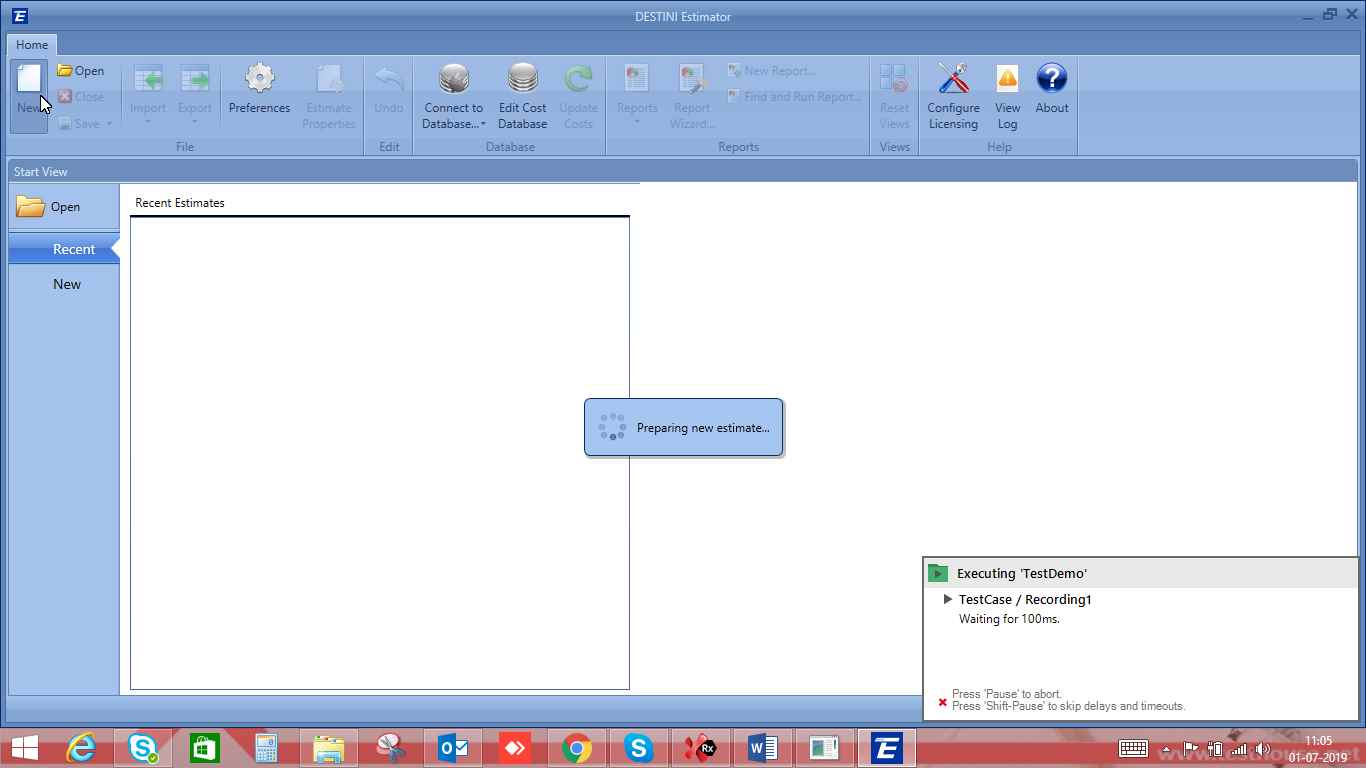 DESTINI Estimator
Home
New
Open
Close
Save
Import
Export
Preferences
Estimate
Properties
Undo
Connect to
Database...
Edit Cost
Database
Update
Costs
Reports
Report
Wizard...
New Report...
Find and Run Report...
Reset
Views
Configure
Licensing
View
Log
About
File
Edit
Database
Reports
Views
Help
Start View
Open
Recent
New
Recent Estimates
Preparing new estimate...
Executing 'TestDemo'
TestCase / Recording1
Waiting for 100ms.
Press 'Pause' to abort.
Press 'Shift-Pause' to skip delays and timeouts.
Rx
11:05
01-07-2019
www.testhouse.net